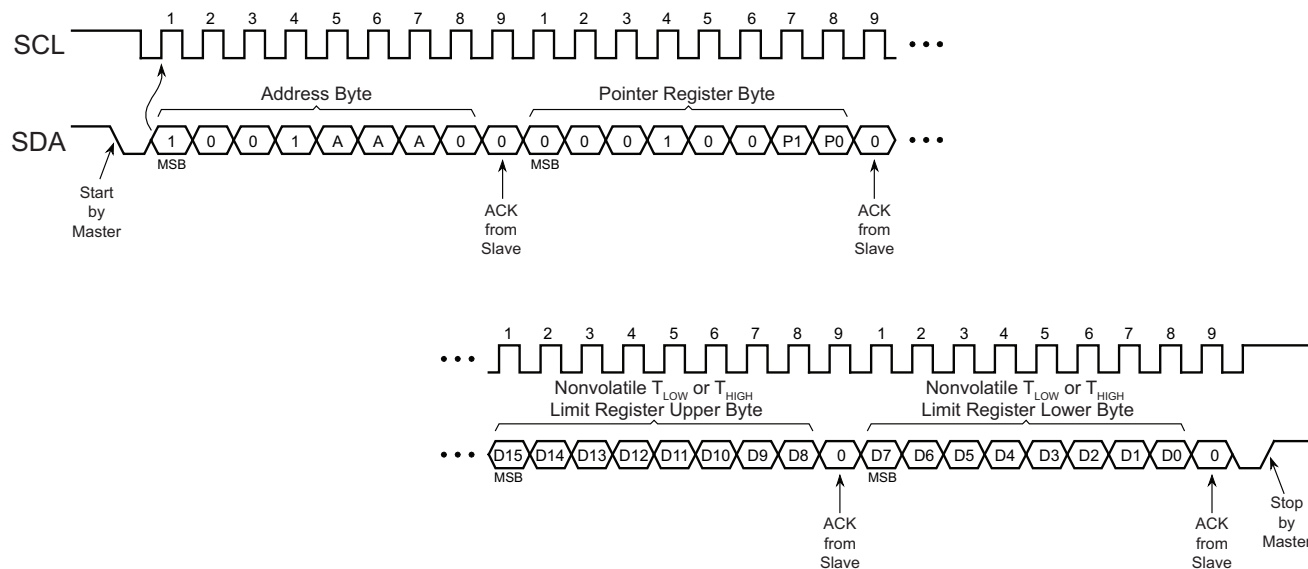 1 2 3 4 5 6 7 8 9 1 2 3 4 5 6 7 8 9
SCL
Address Byte Pointer Register Byte
SDA 1 0 0 1 A A A 0 0 0 0 0 1 0 0 P1 P0 0
MSB MSB
Start
by
Master
ACK
from
Slave
ACK
from
Slave
1 2 3 4 5 6 7 8 9 1 2 3 4 5 6 7 8 9
Nonvolatile TLOW or THIGH
Limit Register Upper Byte
Nonvolatile TLOW or THIGH
Limit Register Lower Byte
D15 D14 D13 D12 D11 D10 D9 D8 0 D7 D6 D5 D4 D3 D2 D1 D0 0
MSB MSB
ACK
from
Slave
ACK
from
Slave
Stop
by
Master